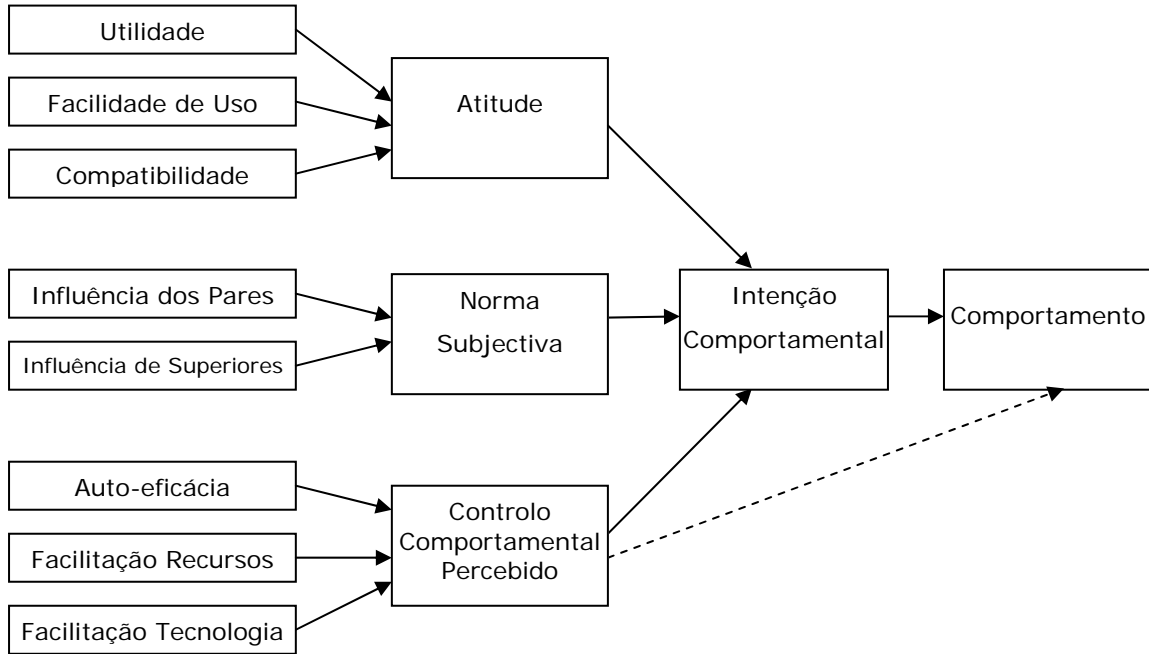 Utilidade
Facilidade de Uso
Compatibilidade
Atitude
Influência dos Pares
Influência de Superiores
Norma
Subjectiva
Intenção
Comportamental
Comportamento
Auto-eficácia
Facilitação Recursos
Facilitação Tecnologia
Controlo
Comportamental
Percebido